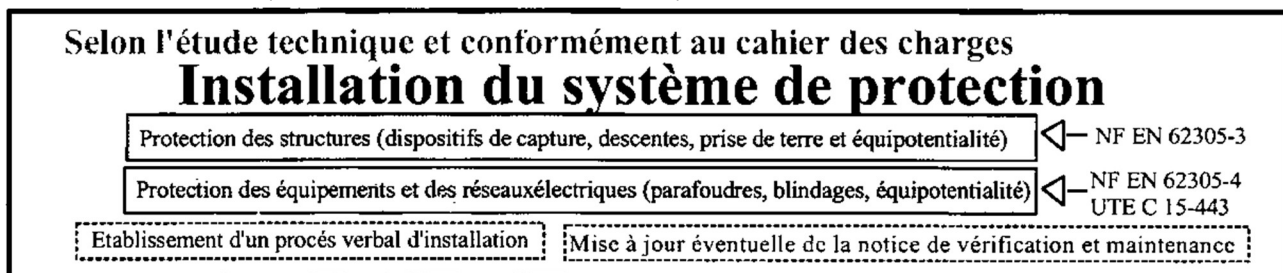 Selon l'étude technique et conformément au cahier des charges
Installation du système de protection
Protection des structures (dispositifs de capture, descentes, prise de terre et équipotentialité)
NF EN 62305-3
Protection des équipements et des réseauxélectriques (parafoudres, blindages, équipotentialité)
NF EN 62305-4
UTE C 15-443
Etablissement d'un procés verbal d'installation
Mise à jour éventuelle de la notice de vérification et maintenance